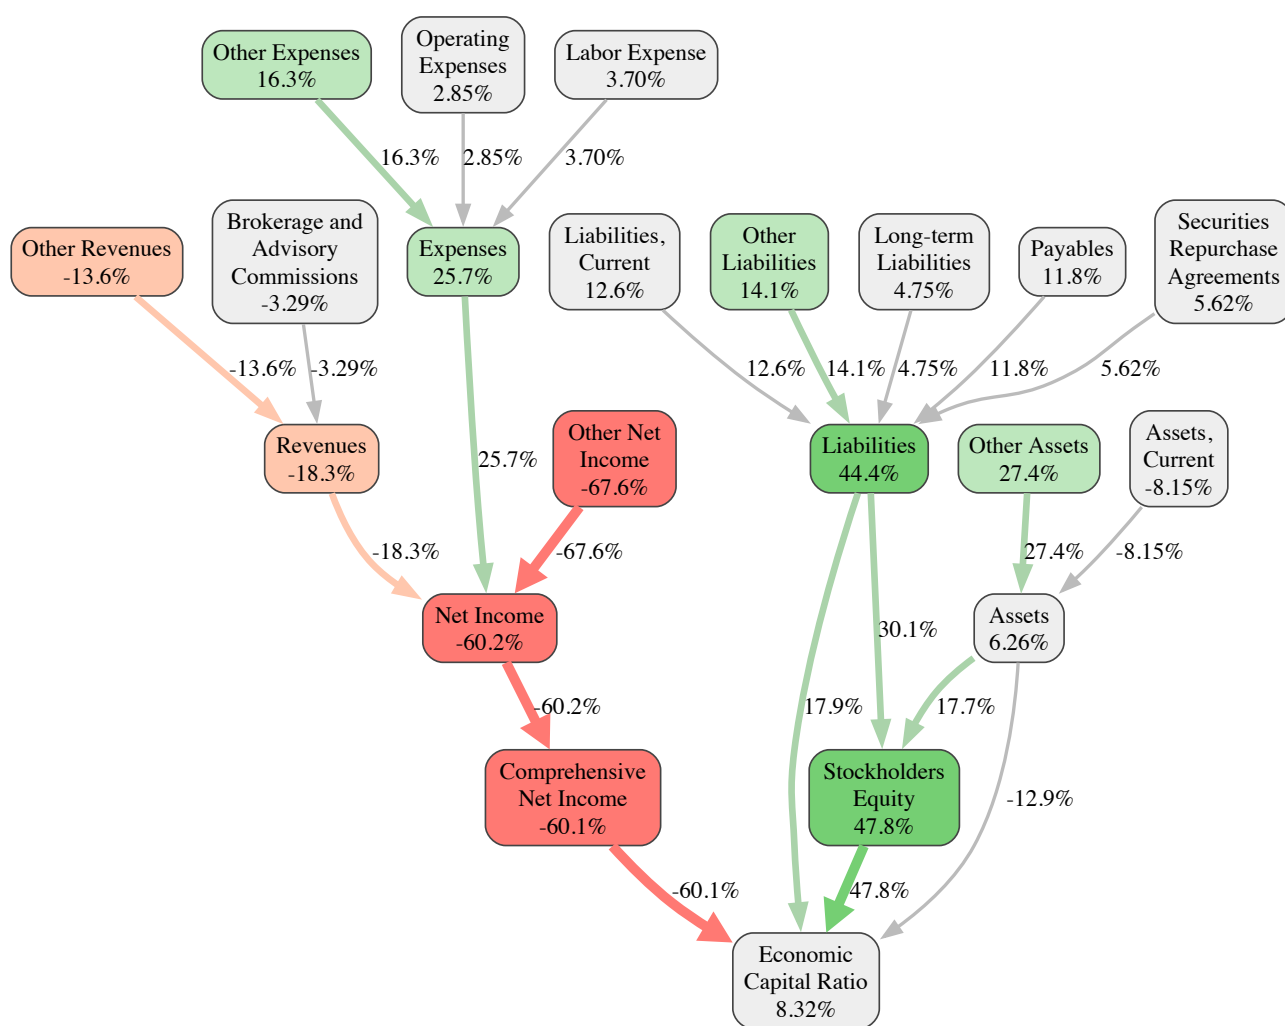 Other Expenses
16.3%
Operating
Expenses
2.85%
Labor Expense
3.70%
16.3%
2.85%
3.70%
Other Revenues
-13.6%
Brokerage and
Advisory
Commissions
-3.29%
Expenses
25.7%
Liabilities,
Current
12.6%
Other
Liabilities
14.1%
Long-term
Liabilities
4.75%
Payables
11.8%
Securities
Repurchase
Agreements
5.62%
-13.6%
-3.29%
12.6%
14.1%
4.75%
11.8%
5.62%
Revenues
-18.3%
25.7%
Other Net
Income
-67.6%
Liabilities
44.4%
Other Assets
27.4%
Assets,
Current
-8.15%
-18.3%
-67.6%
27.4%
-8.15%
Net Income
-60.2%
30.1%
Assets
6.26%
-60.2%
17.9%
17.7%
Comprehensive
Net Income
-60.1%
Stockholders
Equity
47.8%
-12.9%
-60.1%
47.8%
Economic
Capital Ratio
8.32%